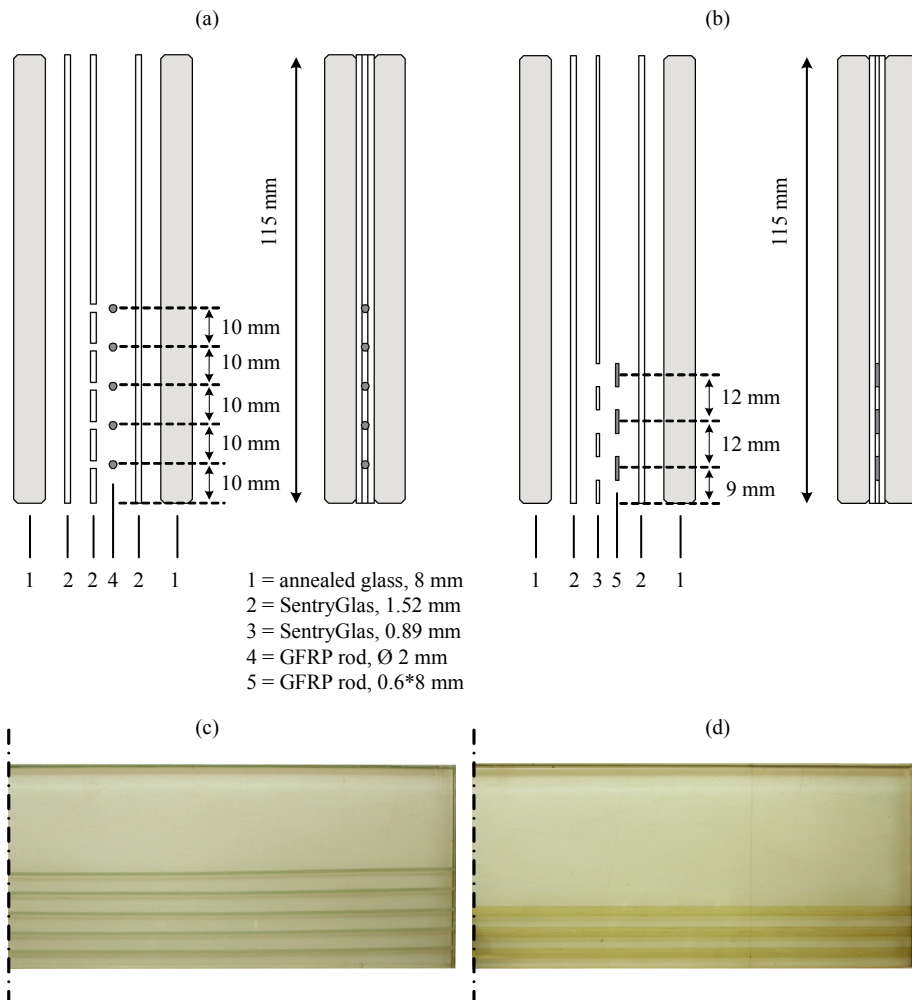 (a)
(b)
115 mm
10 mm
10 mm
10 mm
10 mm
10 mm
115 mm
12 mm
12 mm
9 mm
1 2 2 4 2 1
1 2 3 5 2 1
1 = annealed glass, 8 mm
2 = SentryGlas, 1.52 mm
3 = SentryGlas, 0.89 mm
4 = GFRP rod, Ø 2 mm
5 = GFRP rod, 0.6*8 mm
(c)
(d)